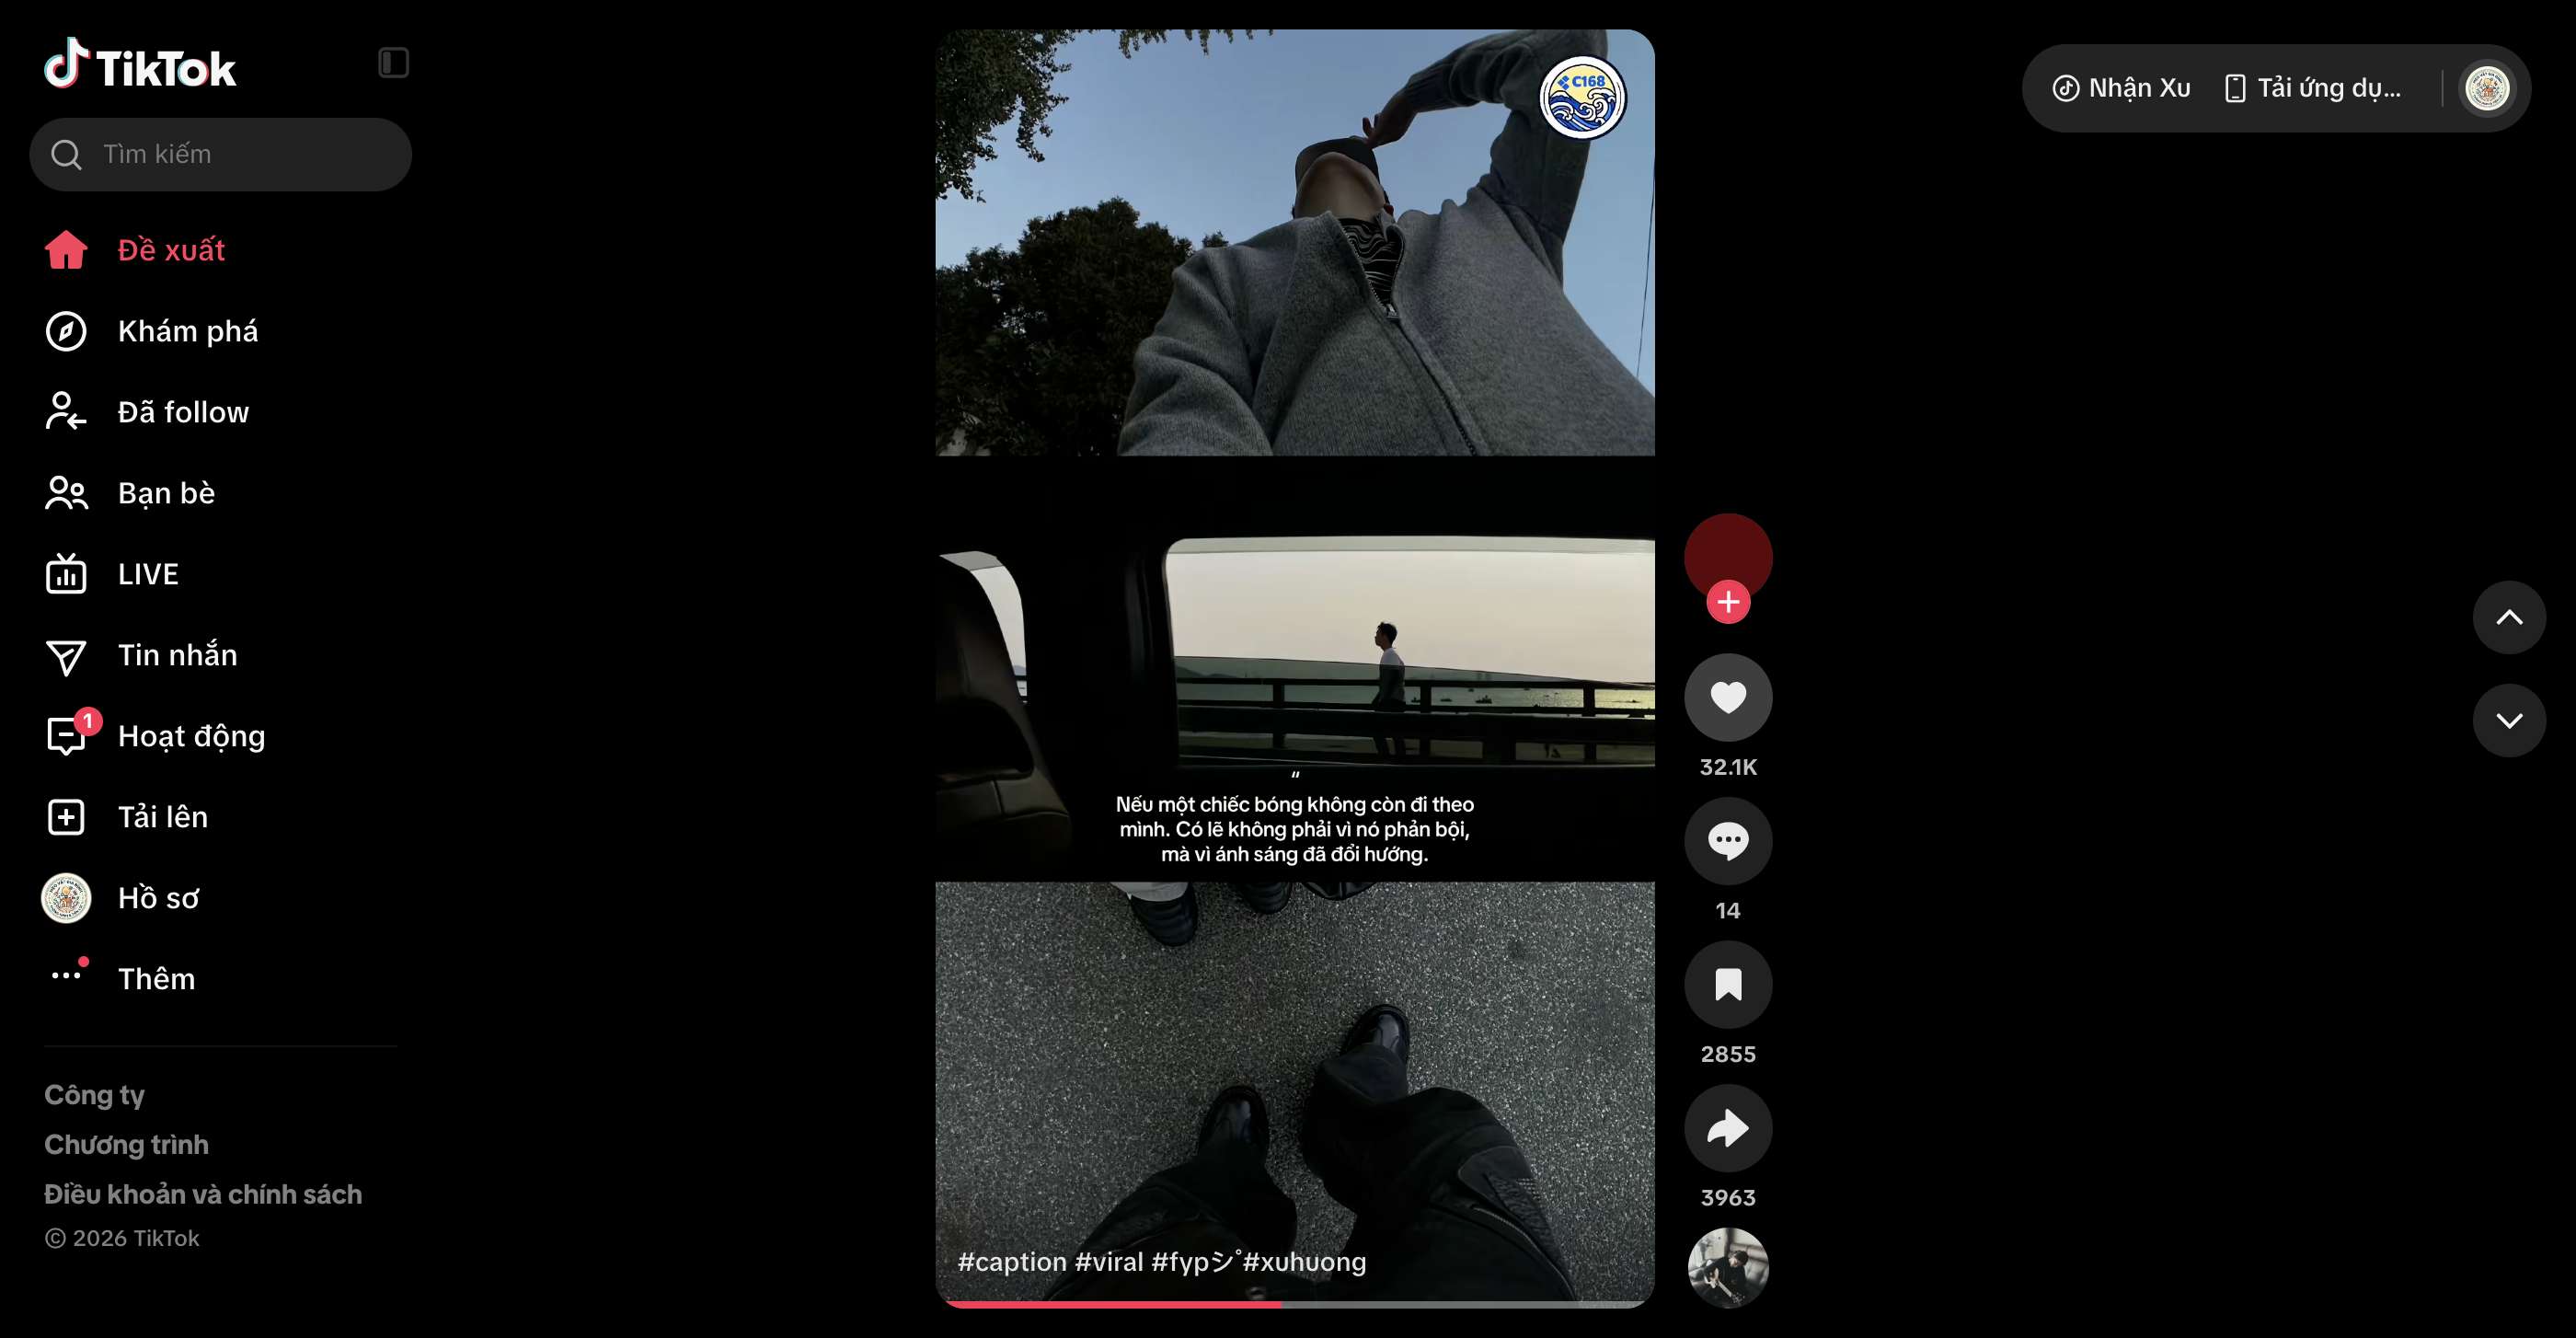 TikTok
Tìm kiếm
Đề xuất
Khám phá
Đã follow
Bạn bè
LIVE
Tin nhắn
1
Hoạt động
Tải lên
Hồ sơ
Thêm
Công ty
Chương trình
Điều khoản và chính sách
© 2026 TikTok
C168
“
Nếu một chiếc bóng không còn đi theo
mình. Có lẽ không phải vì nó phản bội,
mà vì ánh sáng đã đổi hướng.
#caption #viral #fypシ゚#xuhuong
32.1K
14
2855
3963
Nhận Xu
Tải ứng dụ...